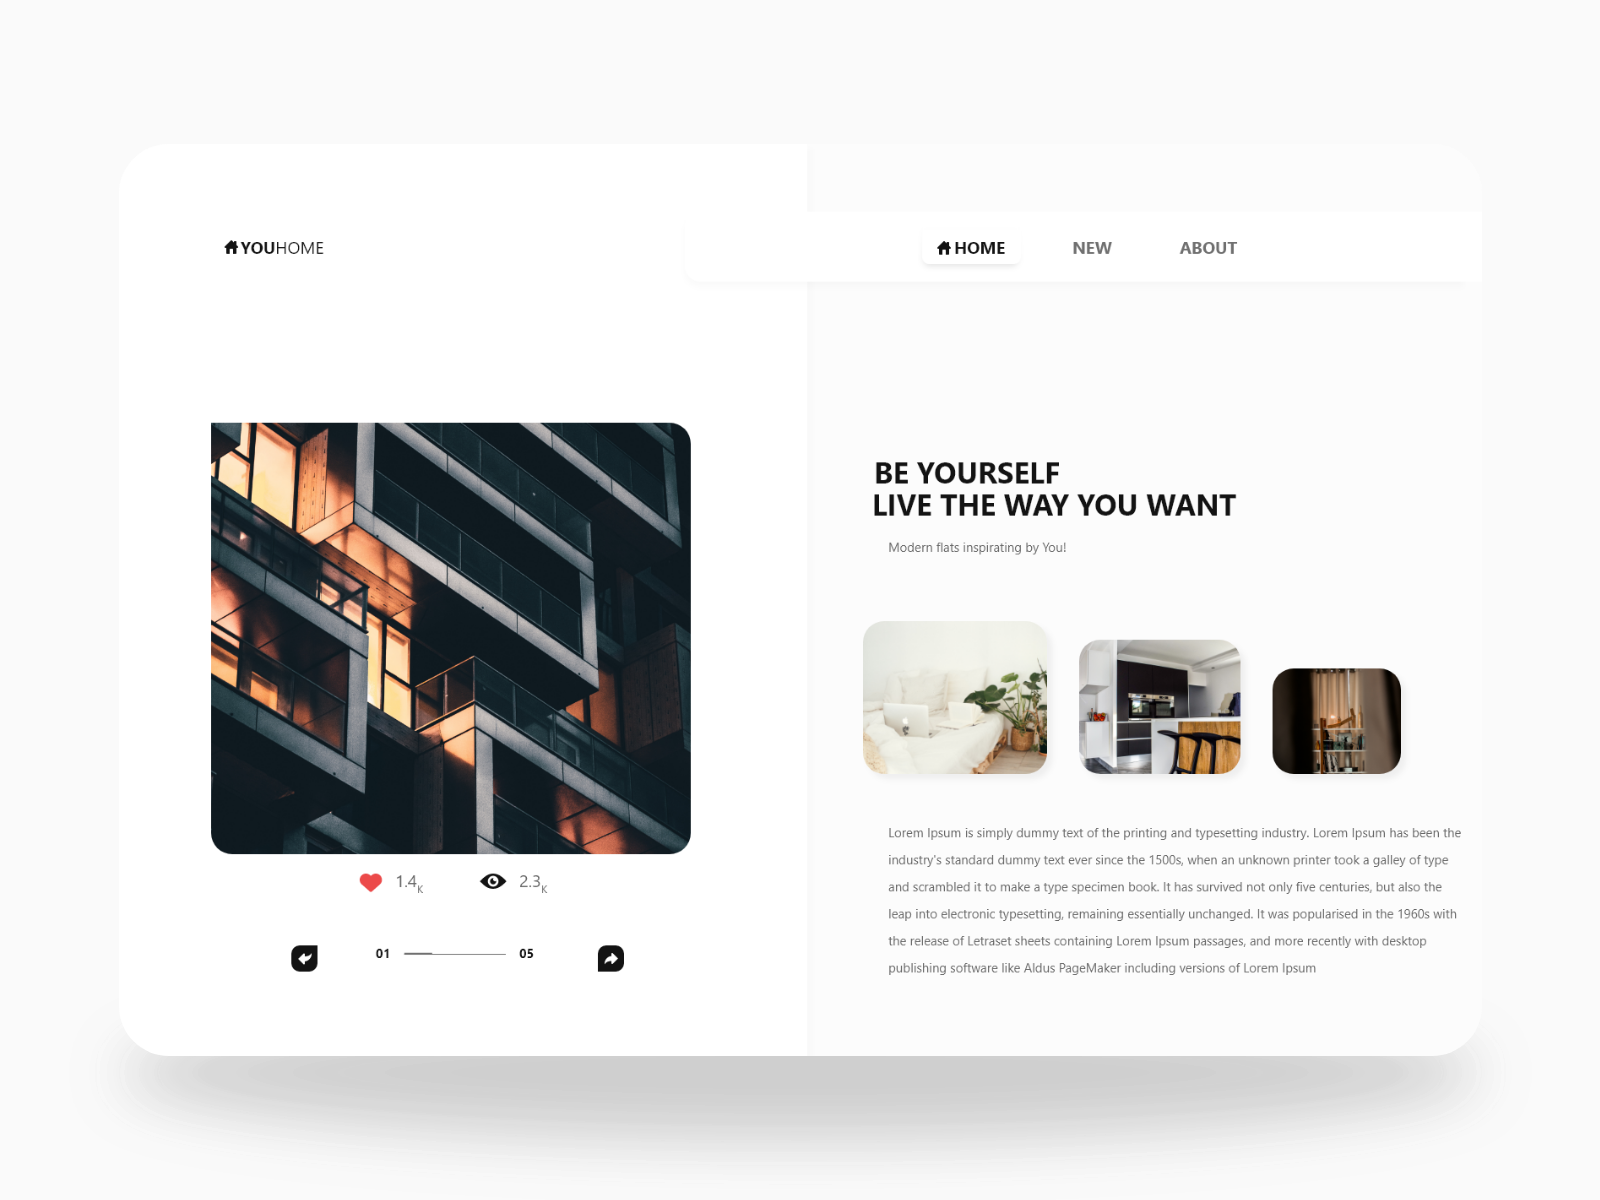 YOUHOME
HOME NEW ABOUT
BE YOURSELF
LIVE THE WAY YOU WANT
Modern flats inspirating by You!
1.4K 2.3K
01 05
Lorem Ipsum is simply dummy text of the printing and typesetting industry. Lorem Ipsum has been the
industry's standard dummy text ever since the 1500s, when an unknown printer took a galley of type
and scrambled it to make a type specimen book. It has survived not only five centuries, but also the
leap into electronic typesetting, remaining essentially unchanged. It was popularised in the 1960s with
the release of Letraset sheets containing Lorem Ipsum passages, and more recently with desktop
publishing software like Aldus PageMaker including versions of Lorem Ipsum